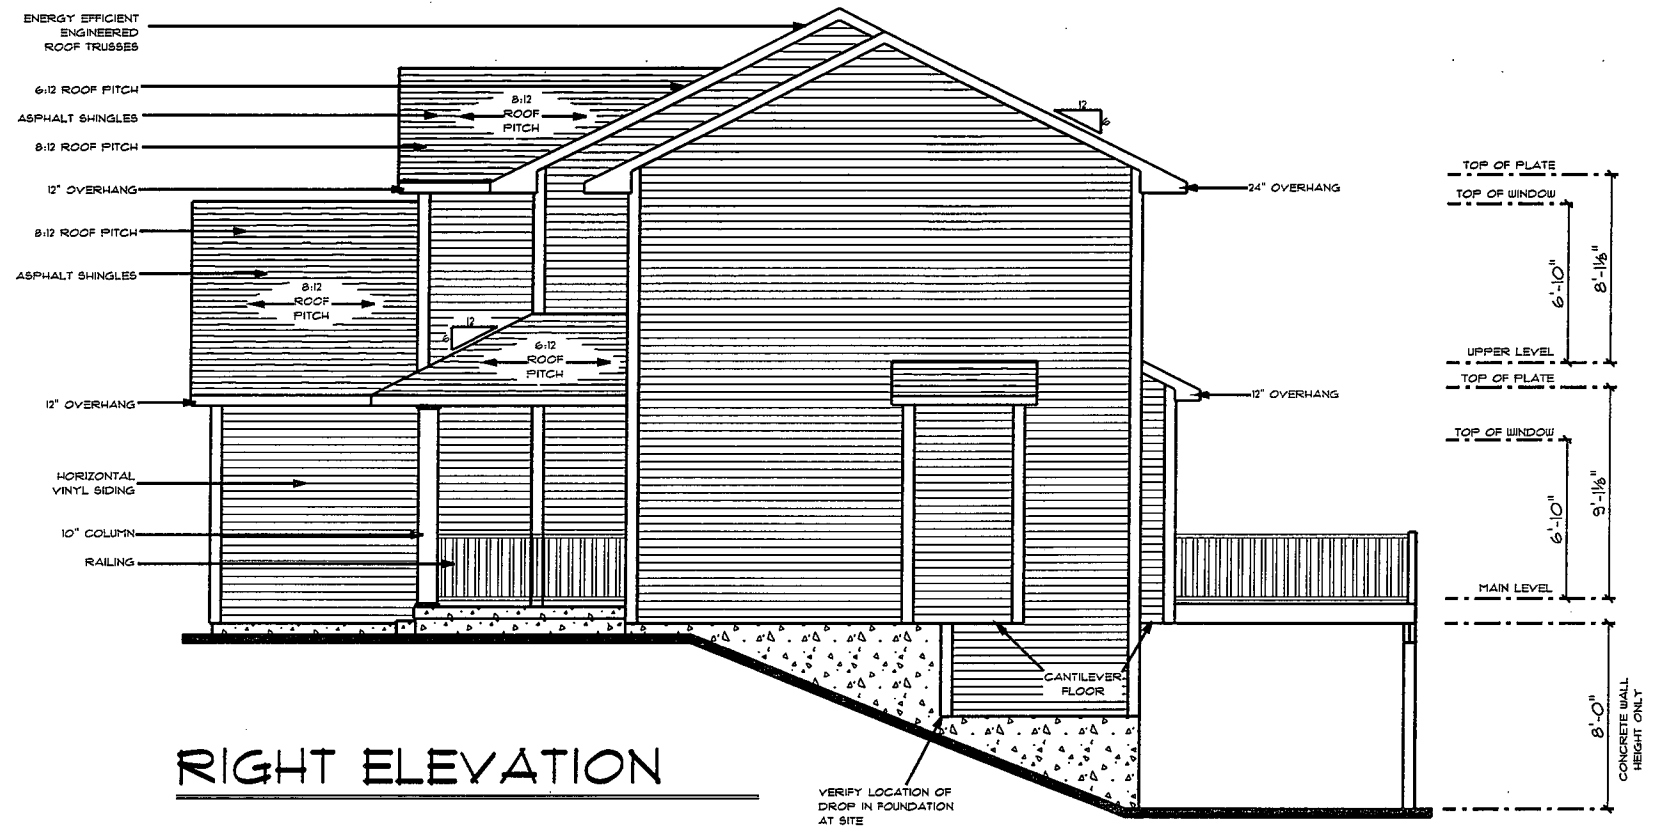 ENERGY EFFICIENT
ENGINEERED
ROOF TRUSSES
6:12 ROOF PITCH
ASPHALT SHINGLES
8:12 ROOF PITCH
12" OVERHANG
8:12 ROOF PITCH
ASPHALT SHINGLES
12" OVERHANG
HORIZONTAL
VINYL SIDING
10" COLUMN
RAILING
8:12
ROOF
PITCH
8:12
ROOF
PITCH
12
6
6:12
ROOF
PITCH
12
6
24" OVERHANG
12" OVERHANG
CANTILEVER
FLOOR
VERIFY LOCATION OF
DROP IN FOUNDATION
AT SITE
TOP OF PLATE
TOP OF WINDOW
6'-10"
8'-1⅛"
UPPER LEVEL
TOP OF PLATE
TOP OF WINDOW
6'-10"
9'-1⅛"
MAIN LEVEL
8'-0"
CONCRETE WALL
HEIGHT ONLY
RIGHT ELEVATION